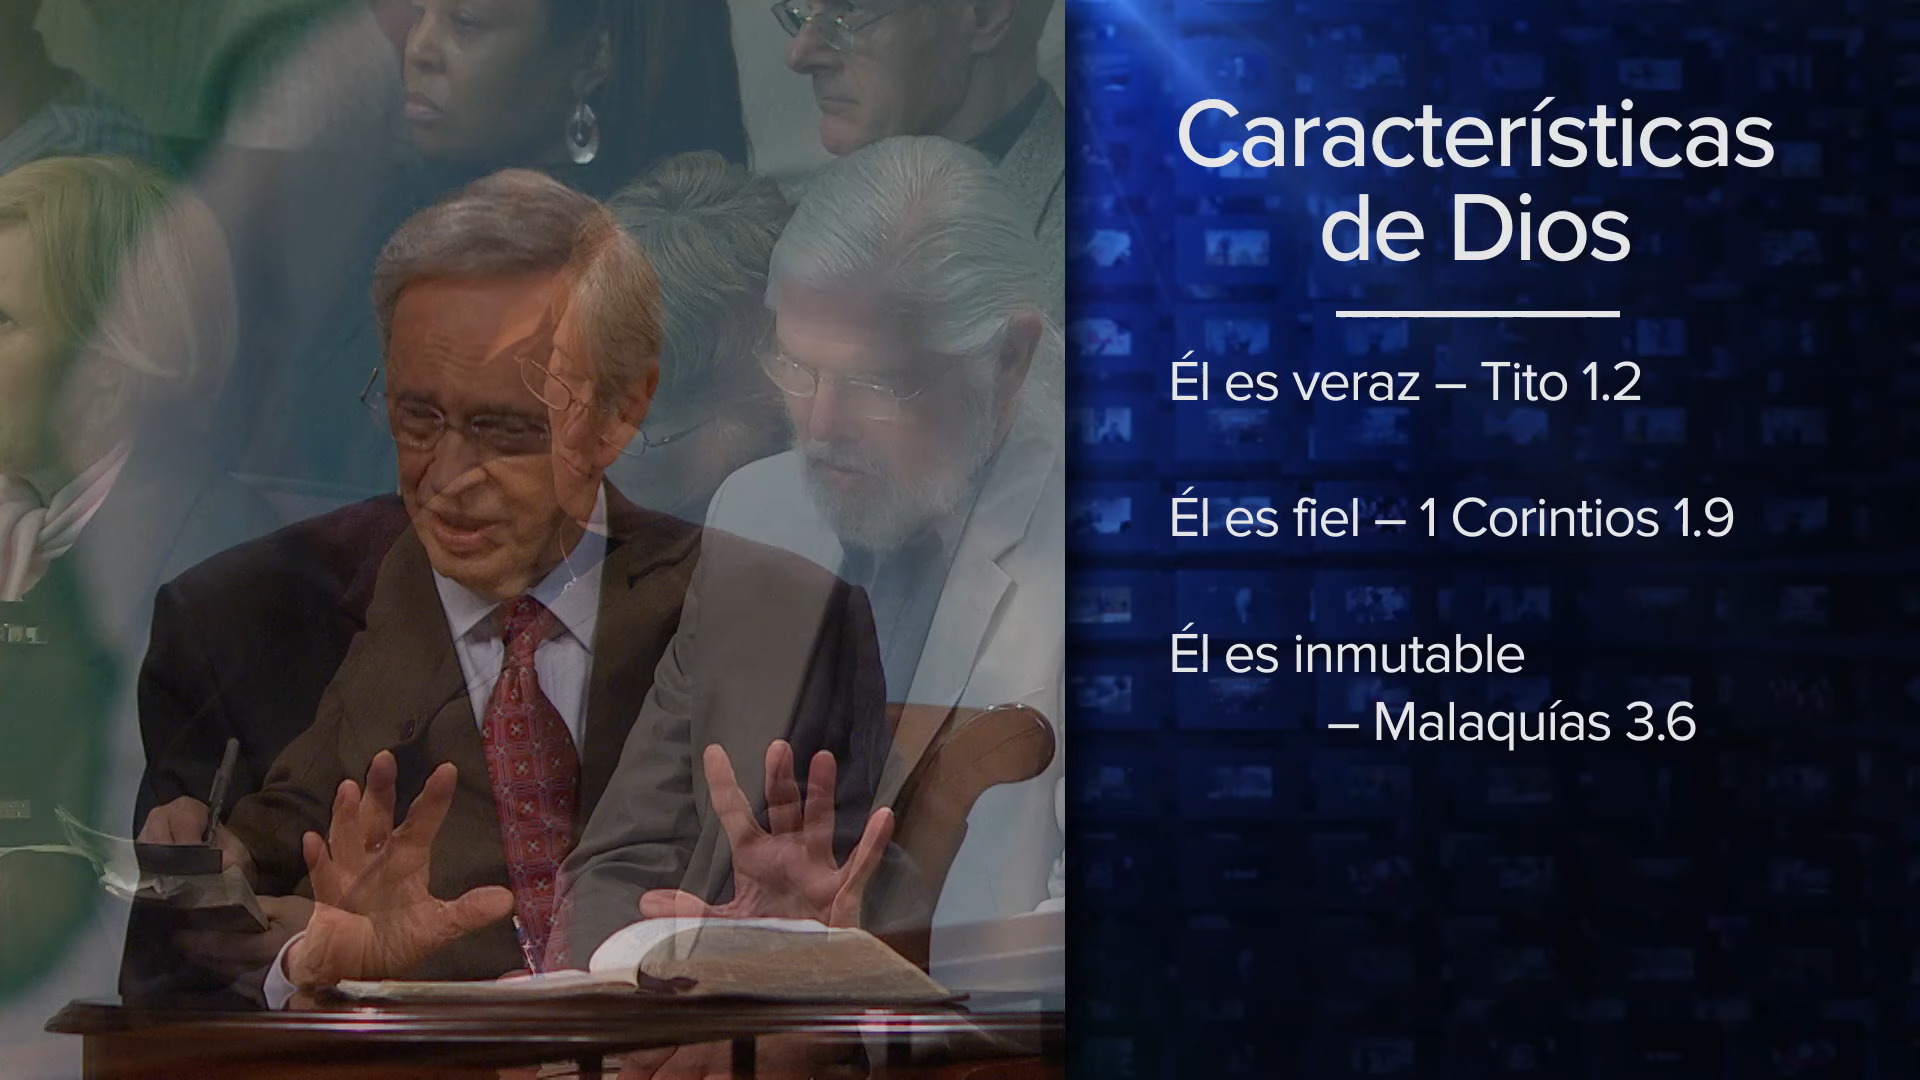 Características
de Dios
Él es veraz – Tito 1.2
Él es fiel – 1 Corintios 1.9
Él es inmutable
– Malaquías 3.6